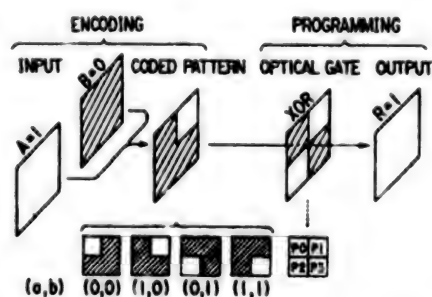 ENCODING PROGRAMMING
INPUT CODED PATTERN OPTICAL GATE OUTPUT
A=1 B=0 XOR R=1
P0 P1
P2 P3
(a,b) (0,0) (1,0) (0,1) (1,1)